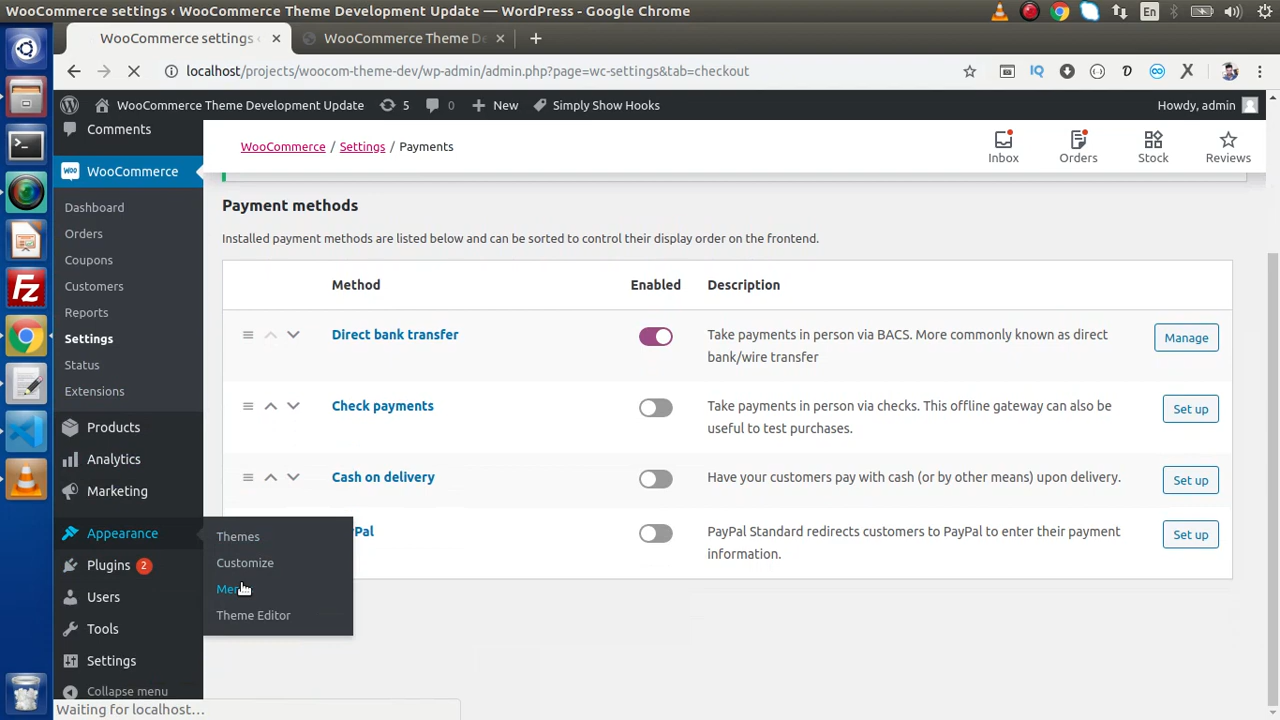 WooCommerce settings ‹ WooCommerce Theme Development Update — WordPress - Google Chrome
En
WooCommerce settings ‹
WooCommerce Theme De
localhost/projects/woocom-theme-dev/wp-admin/admin.php?page=wc-settings&tab=checkout
WooCommerce Theme Development Update
5
0
New
Simply Show Hooks
Howdy, admin
Comments
WooCommerce
Dashboard
Orders
Coupons
Customers
Reports
Settings
Status
Extensions
Products
Analytics
Marketing
Appearance
Plugins 2
Users
Tools
Settings
Collapse menu
Themes
Customize
Theme Editor
WooCommerce / Settings / Payments
Inbox
Orders
Stock
Reviews
Payment methods
Installed payment methods are listed below and can be sorted to control their display order on the frontend.
Method
Enabled
Description
Direct bank transfer
Take payments in person via BACS. More commonly known as direct
bank/wire transfer
Manage
Check payments
Take payments in person via checks. This offline gateway can also be
useful to test purchases.
Set up
Cash on delivery
Have your customers pay with cash (or by other means) upon delivery.
Set up
Pal
PayPal Standard redirects customers to PayPal to enter their payment
information.
Set up
Waiting for localhost…